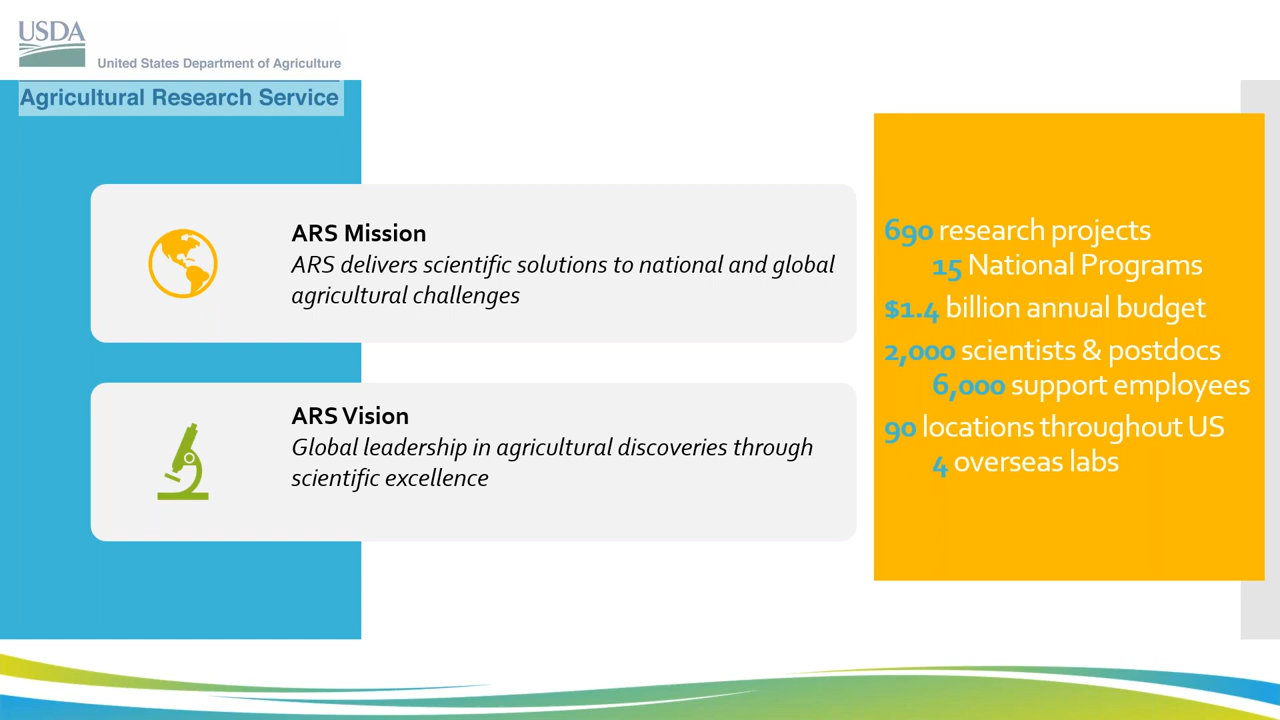 USDA
United States Department of Agriculture
Agricultural Research Service
ARS Mission
ARS delivers scientific solutions to national and global
agricultural challenges
ARS Vision
Global leadership in agricultural discoveries through
scientific excellence
690 research projects
15 National Programs
$1.4 billion annual budget
2,000 scientists & postdocs
6,000 support employees
90 locations throughout US
4 overseas labs